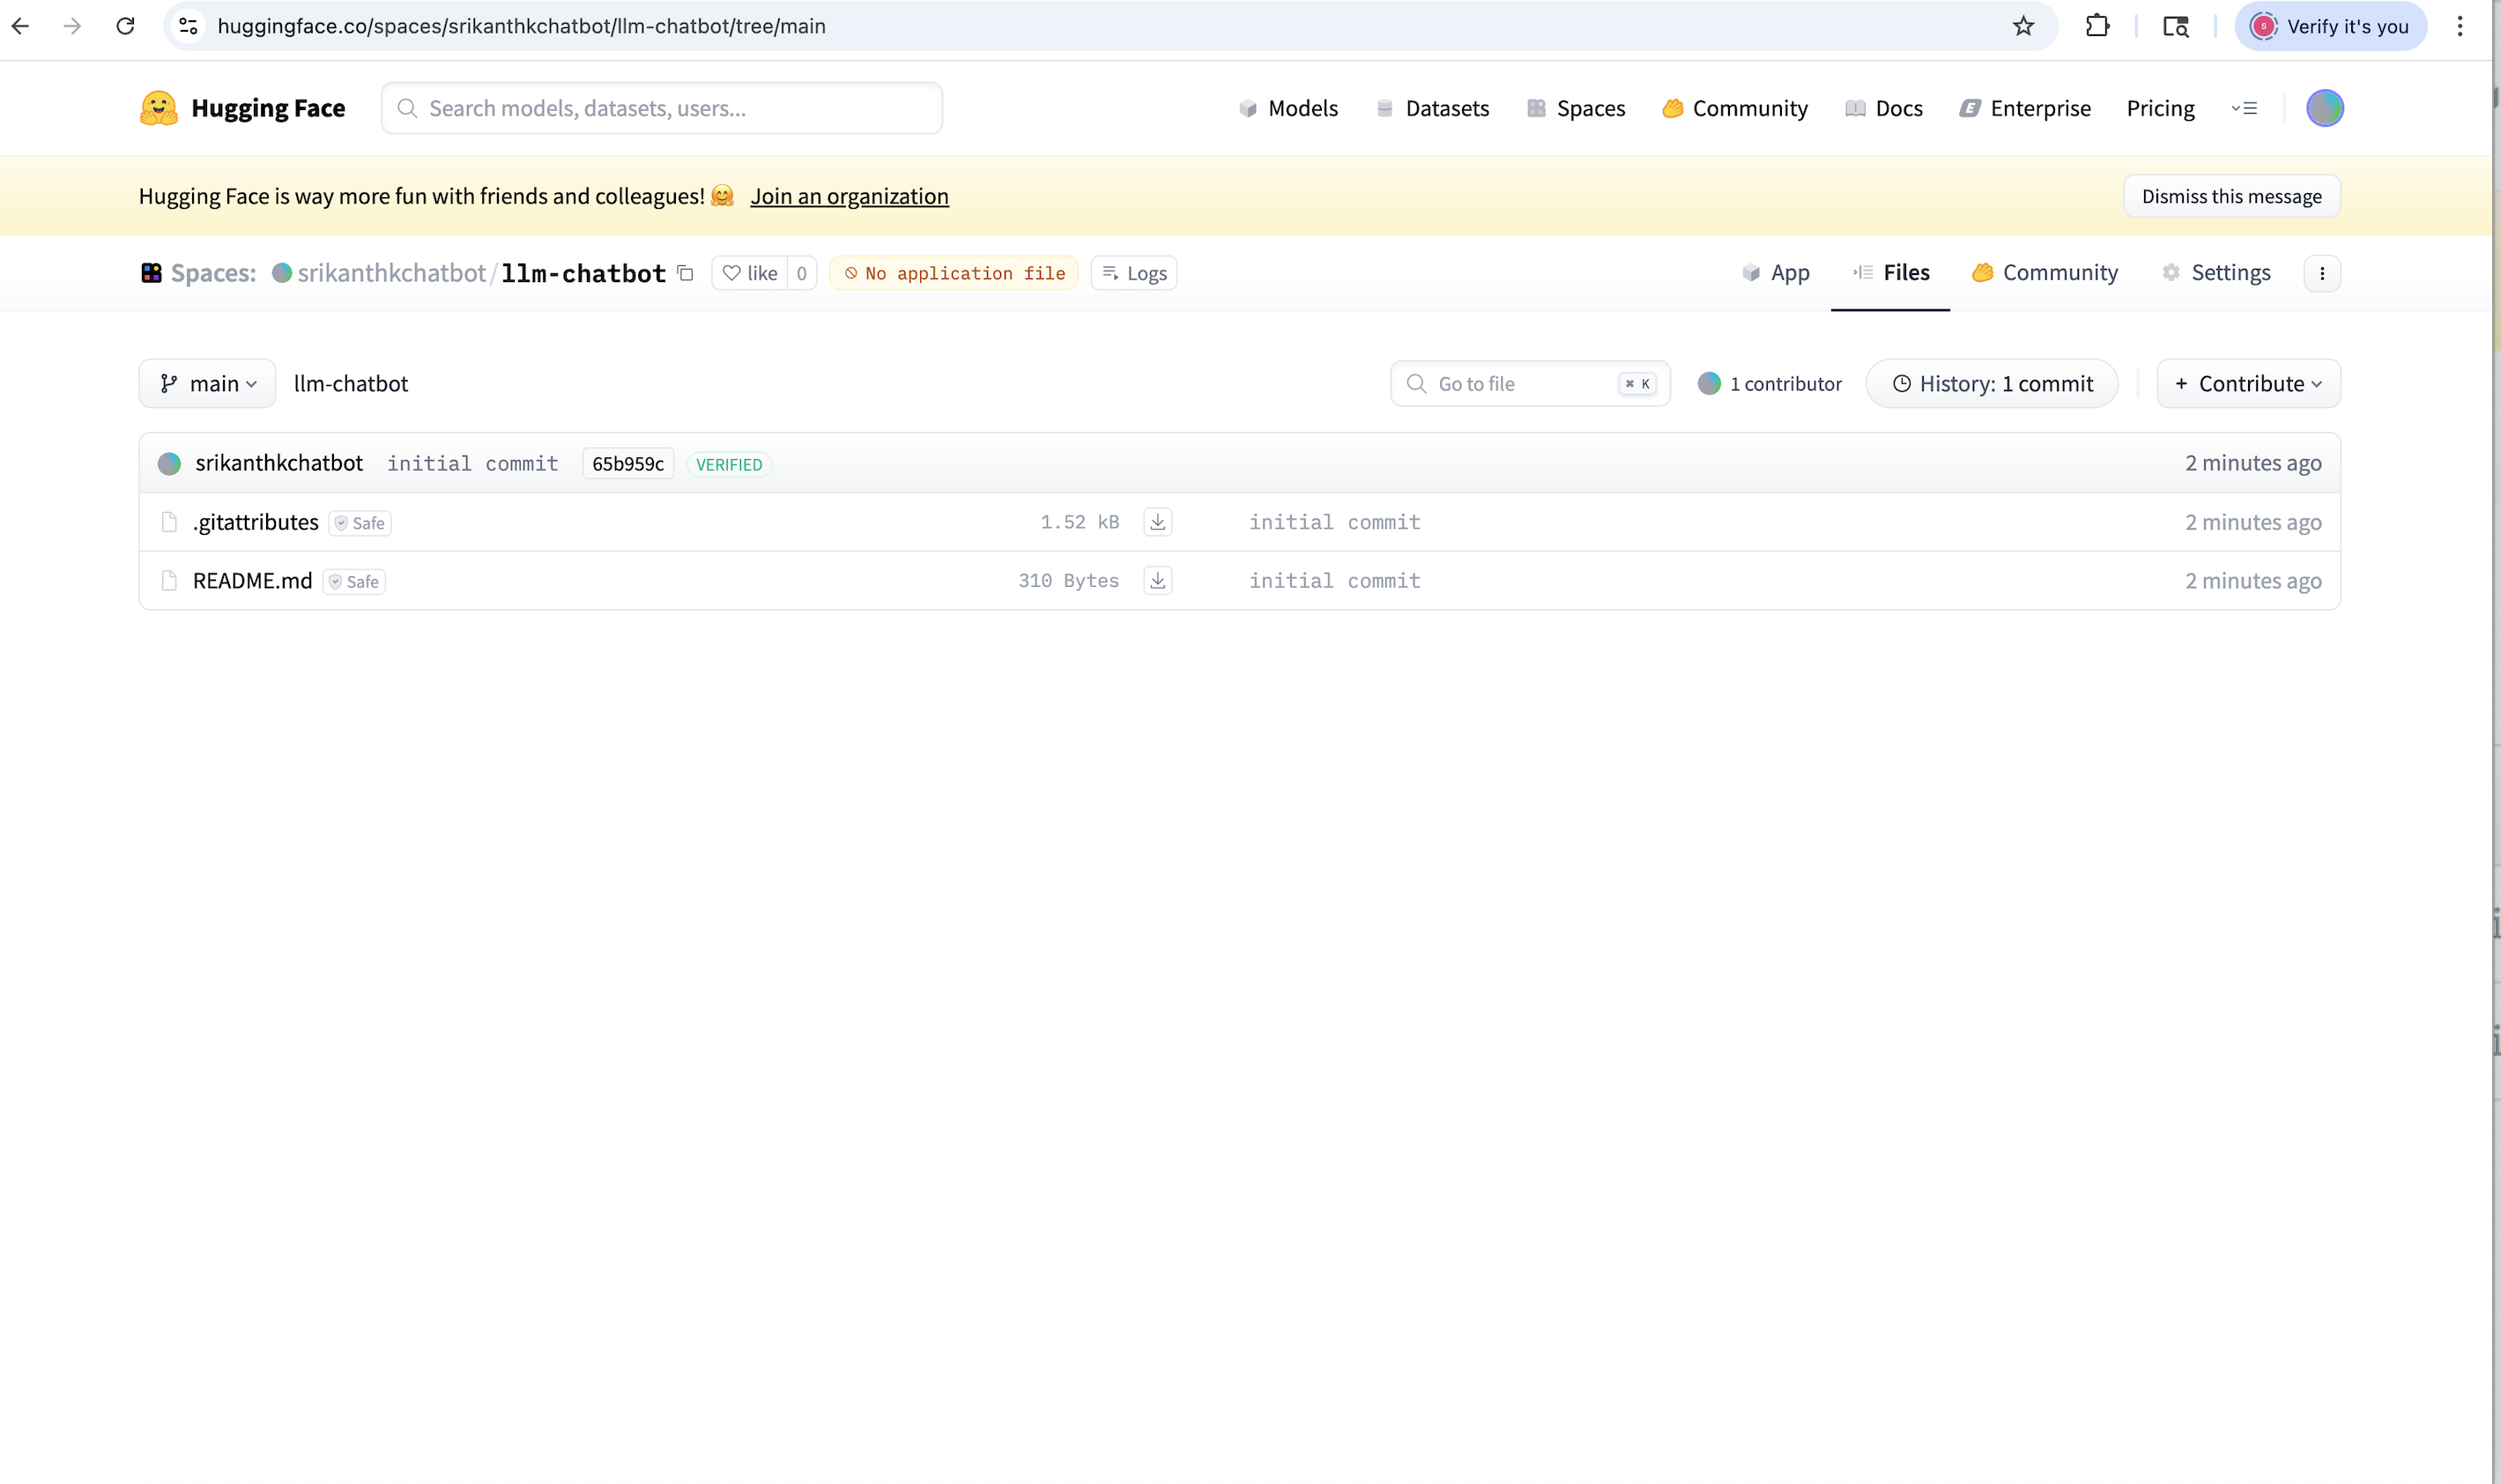 huggingface.co/spaces/srikanthkchatbot/llm-chatbot/tree/main
s Verify it's you
Hugging Face Search models, datasets, users... Models Datasets Spaces Community Docs E Enterprise Pricing
Hugging Face is way more fun with friends and colleagues! 🤗 Join an organization Dismiss this message
Spaces: srikanthkchatbot/llm-chatbot like 0 No application file Logs App Files Community Settings
main llm-chatbot Go to file ⌘ K 1 contributor History: 1 commit + Contribute
srikanthkchatbot initial commit 65b959c VERIFIED 2 minutes ago
.gitattributes Safe 1.52 kB initial commit 2 minutes ago
README.md Safe 310 Bytes initial commit 2 minutes ago